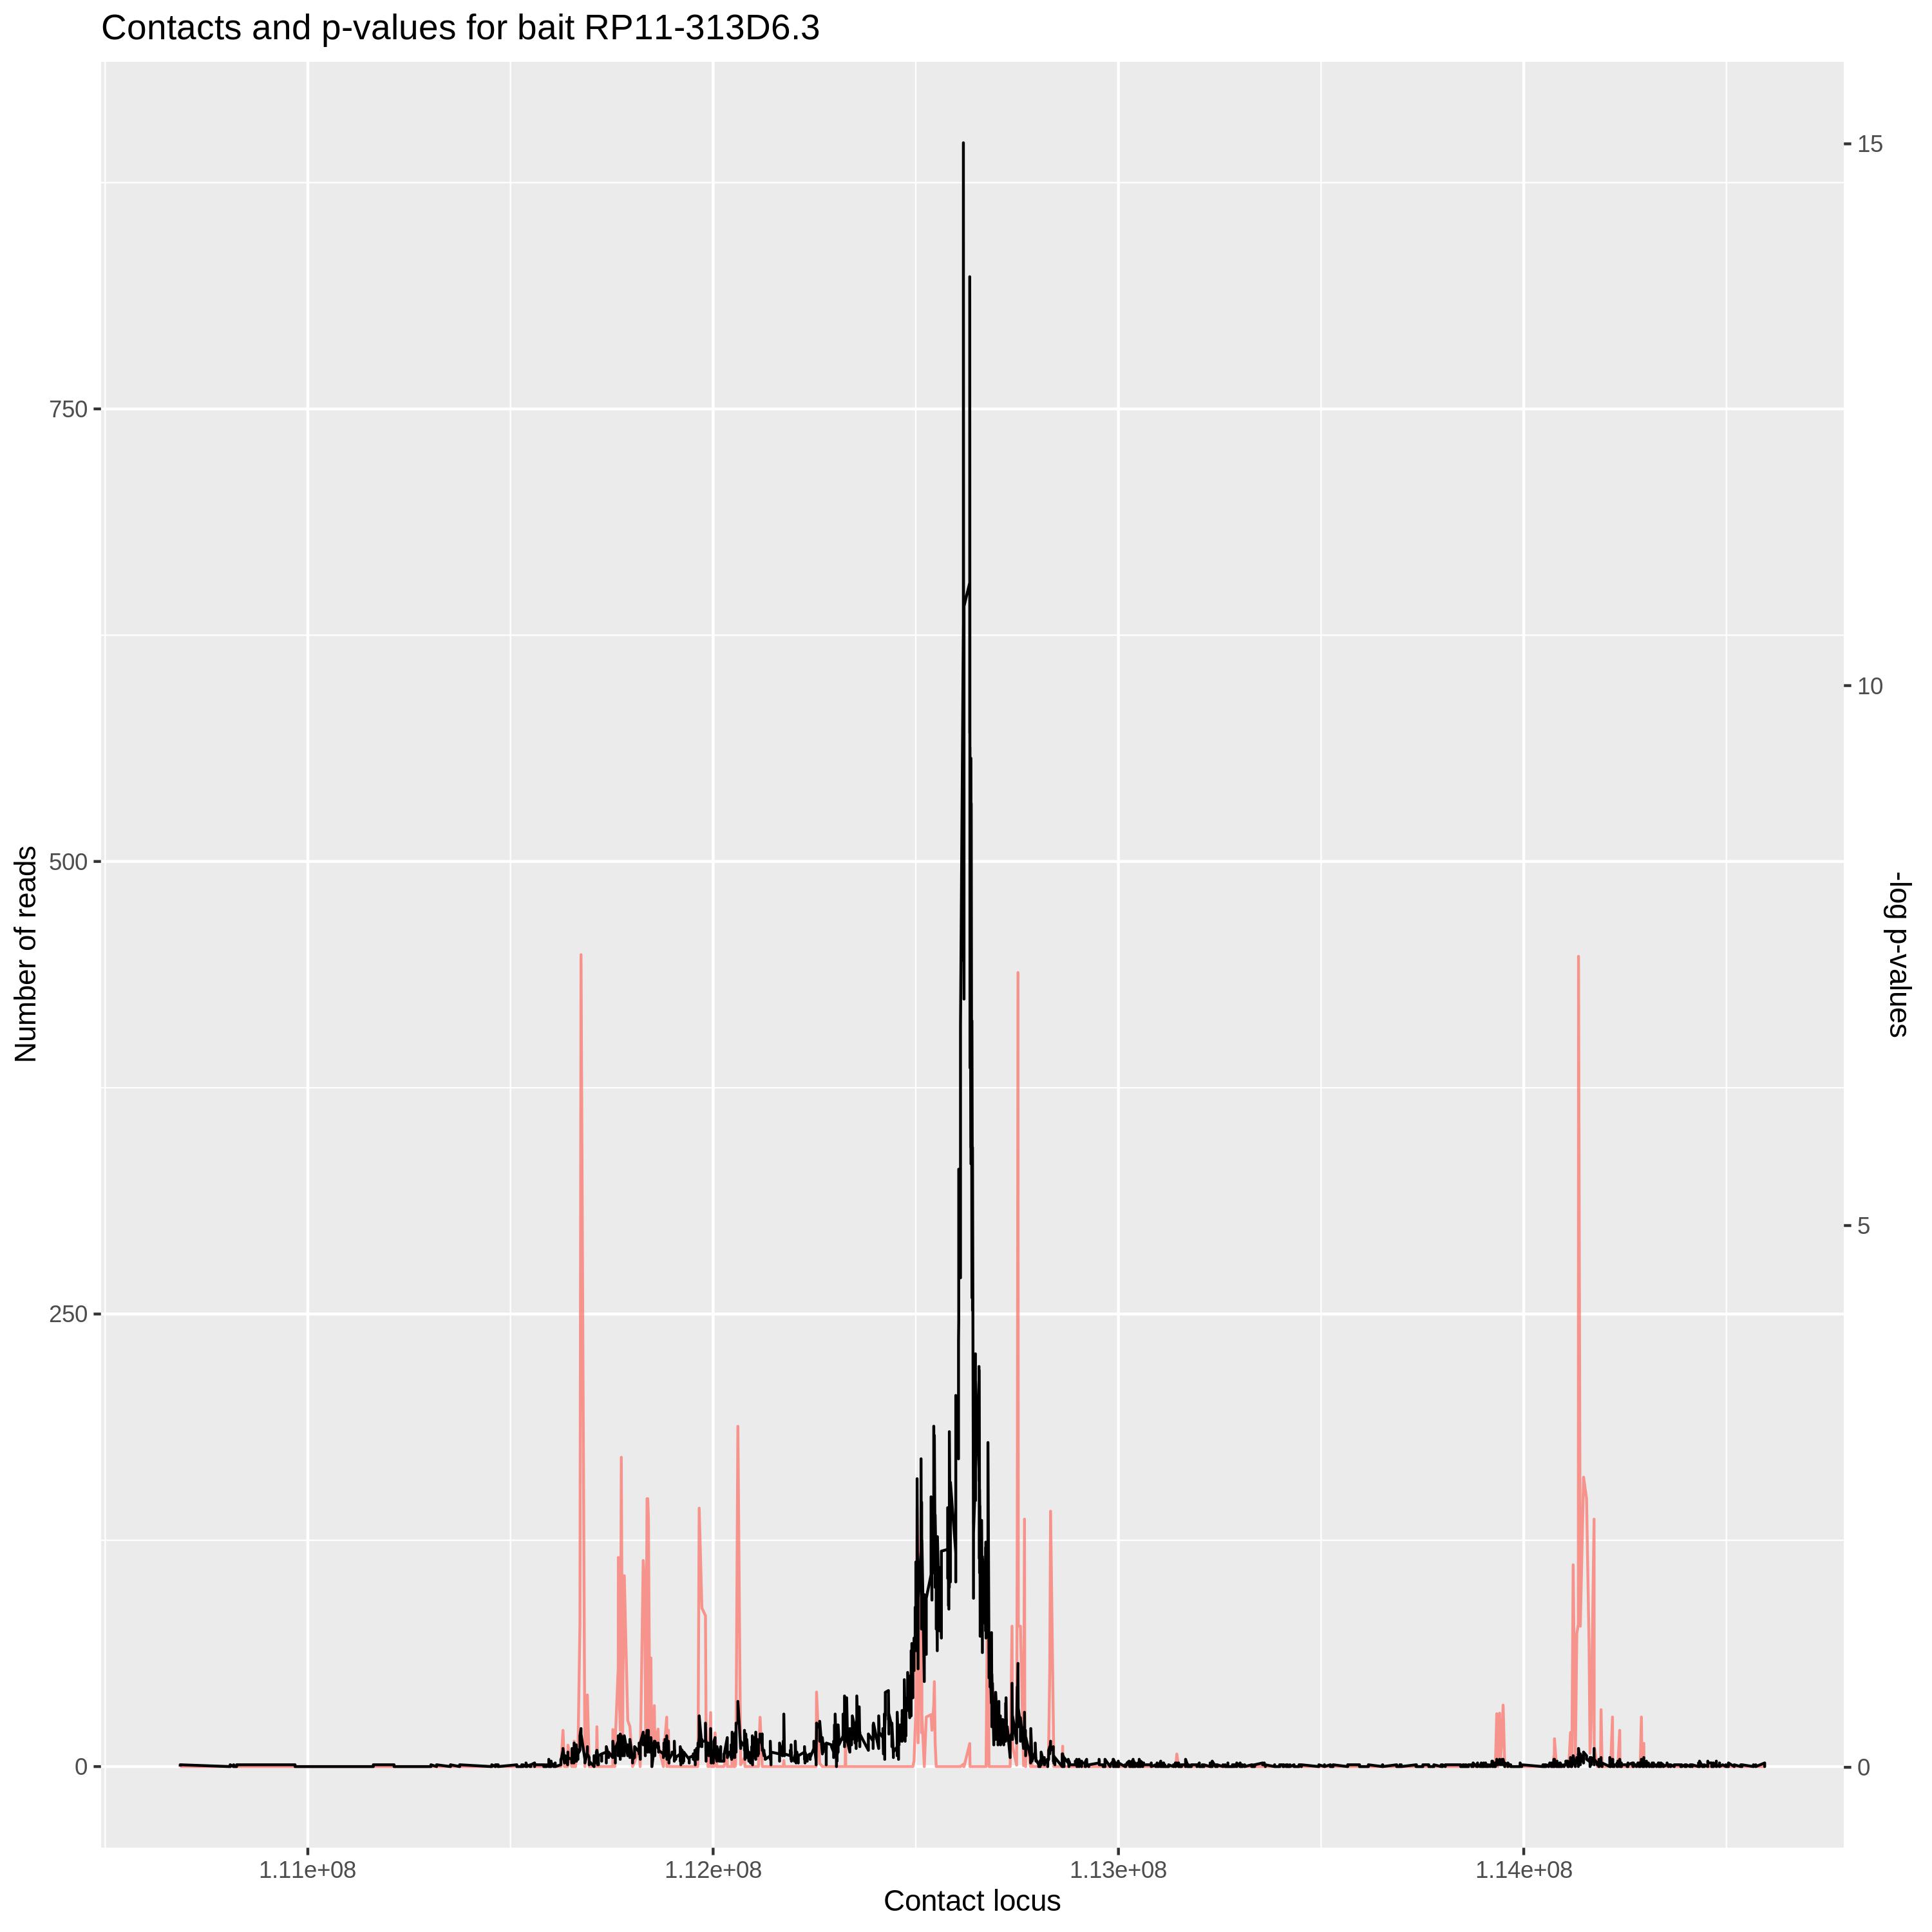 Contacts and p-values for bait RP11-313D6.3
Number of reads
750
500
250
0
15
10
5
0
-log p-values
1.11e+08
1.12e+08
1.13e+08
1.14e+08
Contact locus